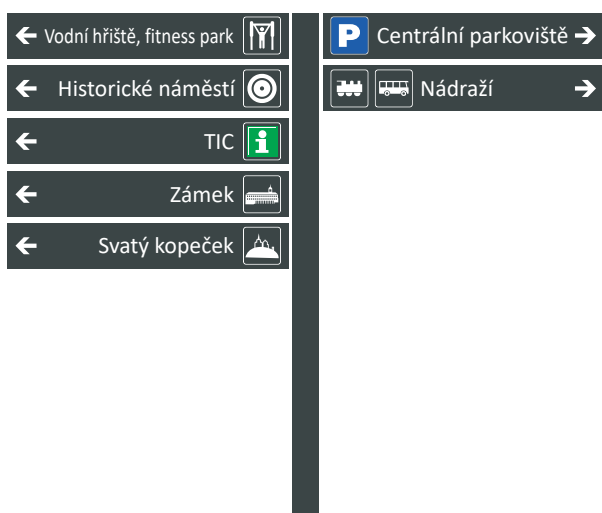 Vodní hřiště, fitness park
Historické náměstí
TIC
i
Zámek
Svatý kopeček
P Centrální parkoviště
Nádraží